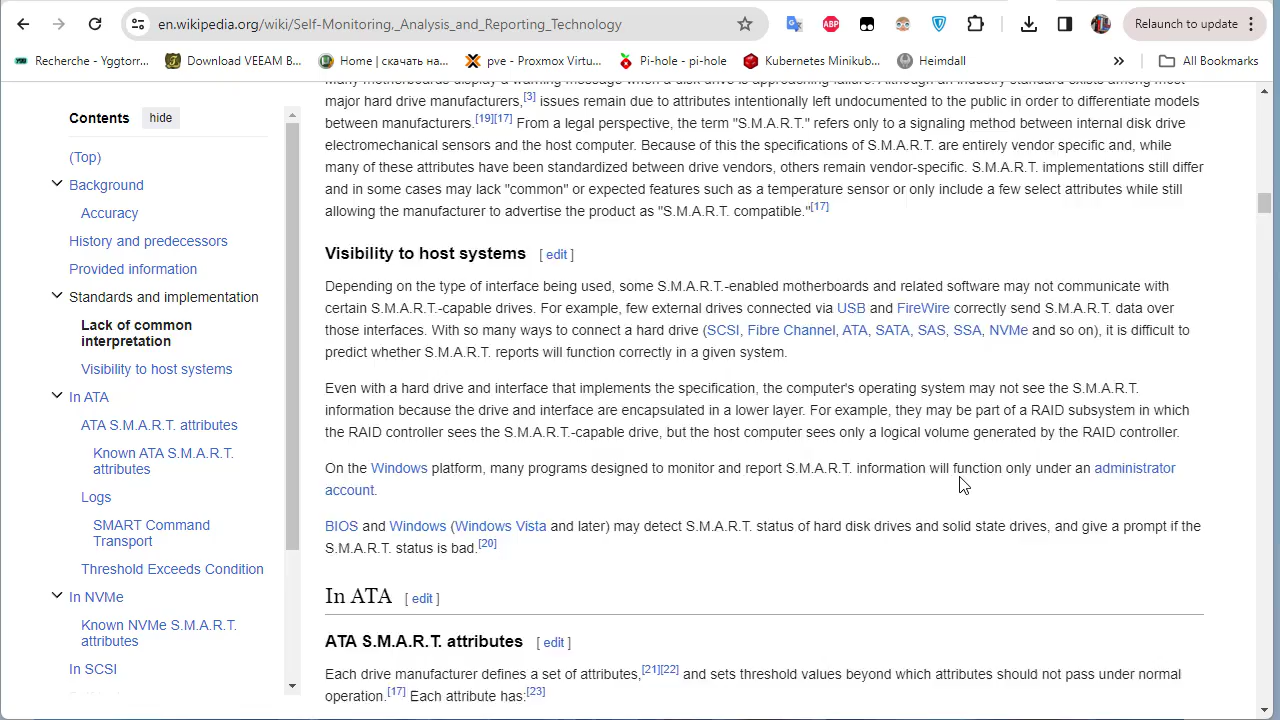 en.wikipedia.org/wiki/Self-Monitoring,_Analysis_and_Reporting_Technology
ABP
Relaunch to update
Recherche - Yggtorr...
Download VEEAM B...
Home | скачать на...
pve - Proxmox Virtu...
Pi-hole - pi-hole
Kubernetes Minikub...
Heimdall
»
All Bookmarks
Contents
hide
(Top)
Background
Accuracy
History and predecessors
Provided information
Standards and implementation
Lack of common
interpretation
Visibility to host systems
In ATA
ATA S.M.A.R.T. attributes
Known ATA S.M.A.R.T.
attributes
Logs
SMART Command
Transport
Threshold Exceeds Condition
In NVMe
Known NVMe S.M.A.R.T.
attributes
In SCSI
many motherboards display a warning message when a disk drive is approaching failure. Although an industry standard exists among most
major hard drive manufacturers,[3] issues remain due to attributes intentionally left undocumented to the public in order to differentiate models
between manufacturers.[19][17] From a legal perspective, the term "S.M.A.R.T." refers only to a signaling method between internal disk drive
electromechanical sensors and the host computer. Because of this the specifications of S.M.A.R.T. are entirely vendor specific and, while
many of these attributes have been standardized between drive vendors, others remain vendor-specific. S.M.A.R.T. implementations still differ
and in some cases may lack "common" or expected features such as a temperature sensor or only include a few select attributes while still
allowing the manufacturer to advertise the product as "S.M.A.R.T. compatible."[17]
Visibility to host systems [ edit ]
Depending on the type of interface being used, some S.M.A.R.T.-enabled motherboards and related software may not communicate with
certain S.M.A.R.T.-capable drives. For example, few external drives connected via USB and FireWire correctly send S.M.A.R.T. data over
those interfaces. With so many ways to connect a hard drive (SCSI, Fibre Channel, ATA, SATA, SAS, SSA, NVMe and so on), it is difficult to
predict whether S.M.A.R.T. reports will function correctly in a given system.
Even with a hard drive and interface that implements the specification, the computer's operating system may not see the S.M.A.R.T.
information because the drive and interface are encapsulated in a lower layer. For example, they may be part of a RAID subsystem in which
the RAID controller sees the S.M.A.R.T.-capable drive, but the host computer sees only a logical volume generated by the RAID controller.
On the Windows platform, many programs designed to monitor and report S.M.A.R.T. information will function only under an administrator
account.
BIOS and Windows (Windows Vista and later) may detect S.M.A.R.T. status of hard disk drives and solid state drives, and give a prompt if the
S.M.A.R.T. status is bad.[20]
In ATA [ edit ]
ATA S.M.A.R.T. attributes [ edit ]
Each drive manufacturer defines a set of attributes,[21][22] and sets threshold values beyond which attributes should not pass under normal
operation.[17] Each attribute has:[23]